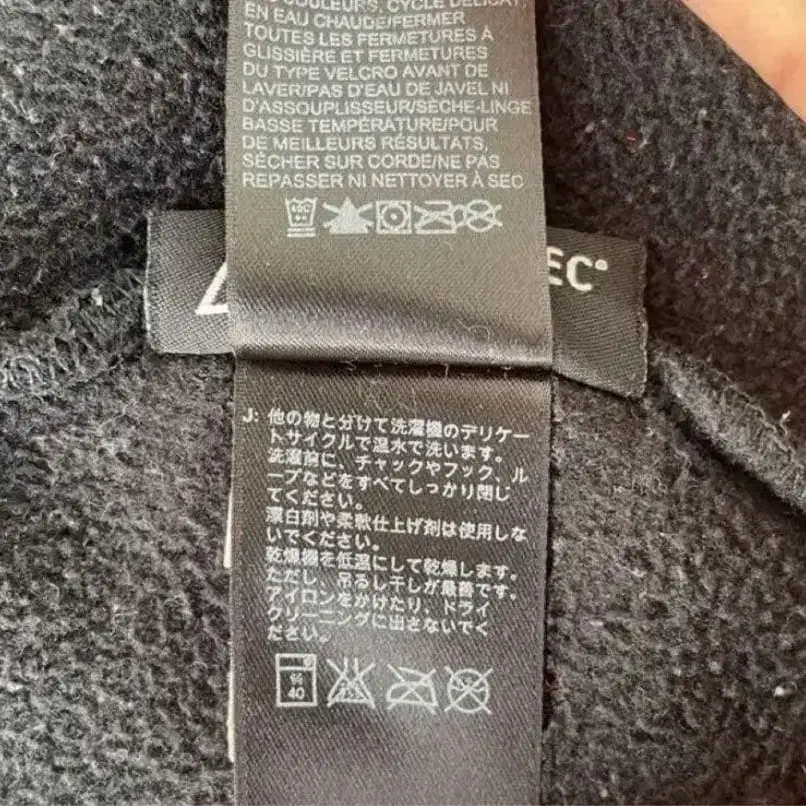 COULEURS, CYCLE DÉLICAT
EN EAU CHAUDE/FERMER
TOUTES LES FERMETURES À
GLISSIÈRE ET FERMETURES
DU TYPE VELCRO AVANT DE
LAVER/PAS D'EAU DE JAVEL NI
D'ASSOUPLISSEUR/SÈCHE-LINGE
BASSE TEMPÉRATURE/POUR
DE MEILLEURS RÉSULTATS,
SÉCHER SUR CORDE/NE PAS
REPASSER NI NETTOYER À SEC
40C
EC®
J: 他の物と分けて洗濯機のデリケー
トサイクルで温水で洗います。
洗濯前に、チャックやフック、ル
ープなどをすべてしっかり閉じ
てください。
漂白剤や柔軟仕上げ剤は使用しな
いでください。
乾燥機を低温にして乾燥します。
ただし、吊るし干しが最善です。
アイロンをかけたり、ドライ
クリーニングに出さないでく
ださい。
40